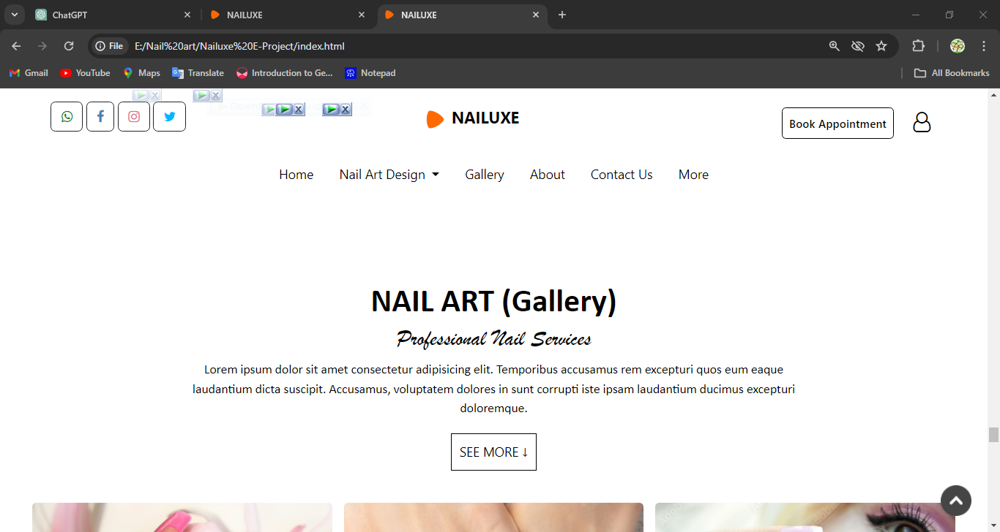 ChatGPT
NAILUXE
NAILUXE
File
E:/Nail%20art/Nailuxe%20E-Project/index.html
Gmail
YouTube
Maps
Translate
Introduction to Ge...
Notepad
All Bookmarks
NAILUXE
Book Appointment
Home
Nail Art Design
Gallery
About
Contact Us
More
NAIL ART (Gallery)
Professional Nail Services
Lorem ipsum dolor sit amet consectetur adipisicing elit. Temporibus accusamus rem excepturi quos eum eaque
laudantium dicta suscipit. Accusamus, voluptatem dolores in sunt corrupti iste ipsam laudantium ducimus excepturi
doloremque.
SEE MORE ↓